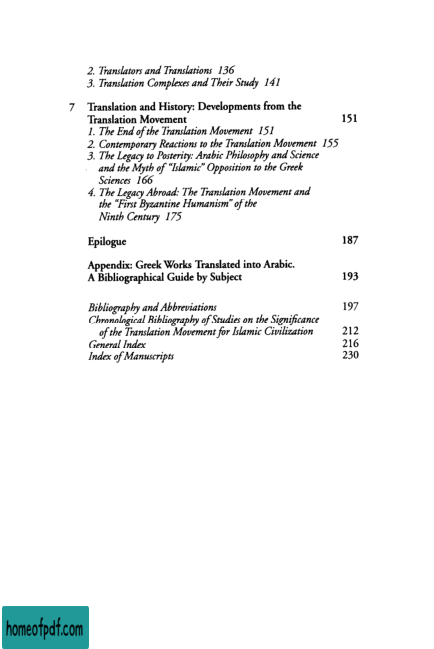 2. Translators and Translations 136
3. Translation Complexes and Their Study 141
7 Translation and History: Developments from the
Translation Movement 151
1. The End of the Translation Movement 151
2. Contemporary Reactions to the Translation Movement 155
3. The Legacy to Posterity: Arabic Philosophy and Science
and the Myth of "Islamic" Opposition to the Greek
Sciences 166
4. The Legacy Abroad: The Translation Movement and
the "First Byzantine Humanism" of the
Ninth Century 175
Epilogue 187
Appendix: Greek Works Translated into Arabic.
A Bibliographical Guide by Subject 193
Bibliography and Abbreviations 197
Chronological Bibliography of Studies on the Significance
of the Translation Movement for Islamic Civilization 212
General Index 216
Index of Manuscripts 230
homeofpdf.com